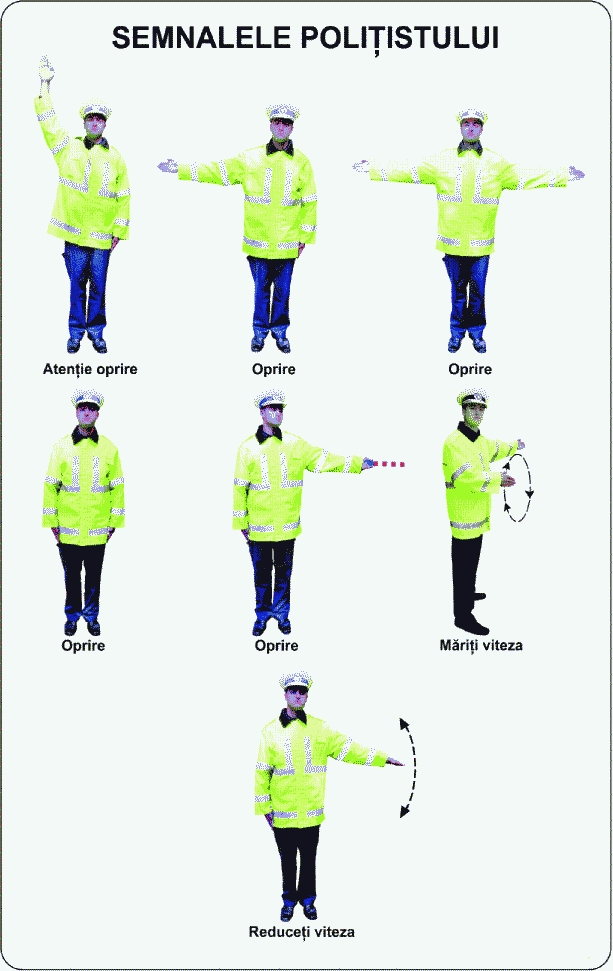 SEMNALELE POLIȚISTULUI
Atenție oprire
Oprire
Oprire
Oprire
Oprire
Măriți viteza
Reduceți viteza